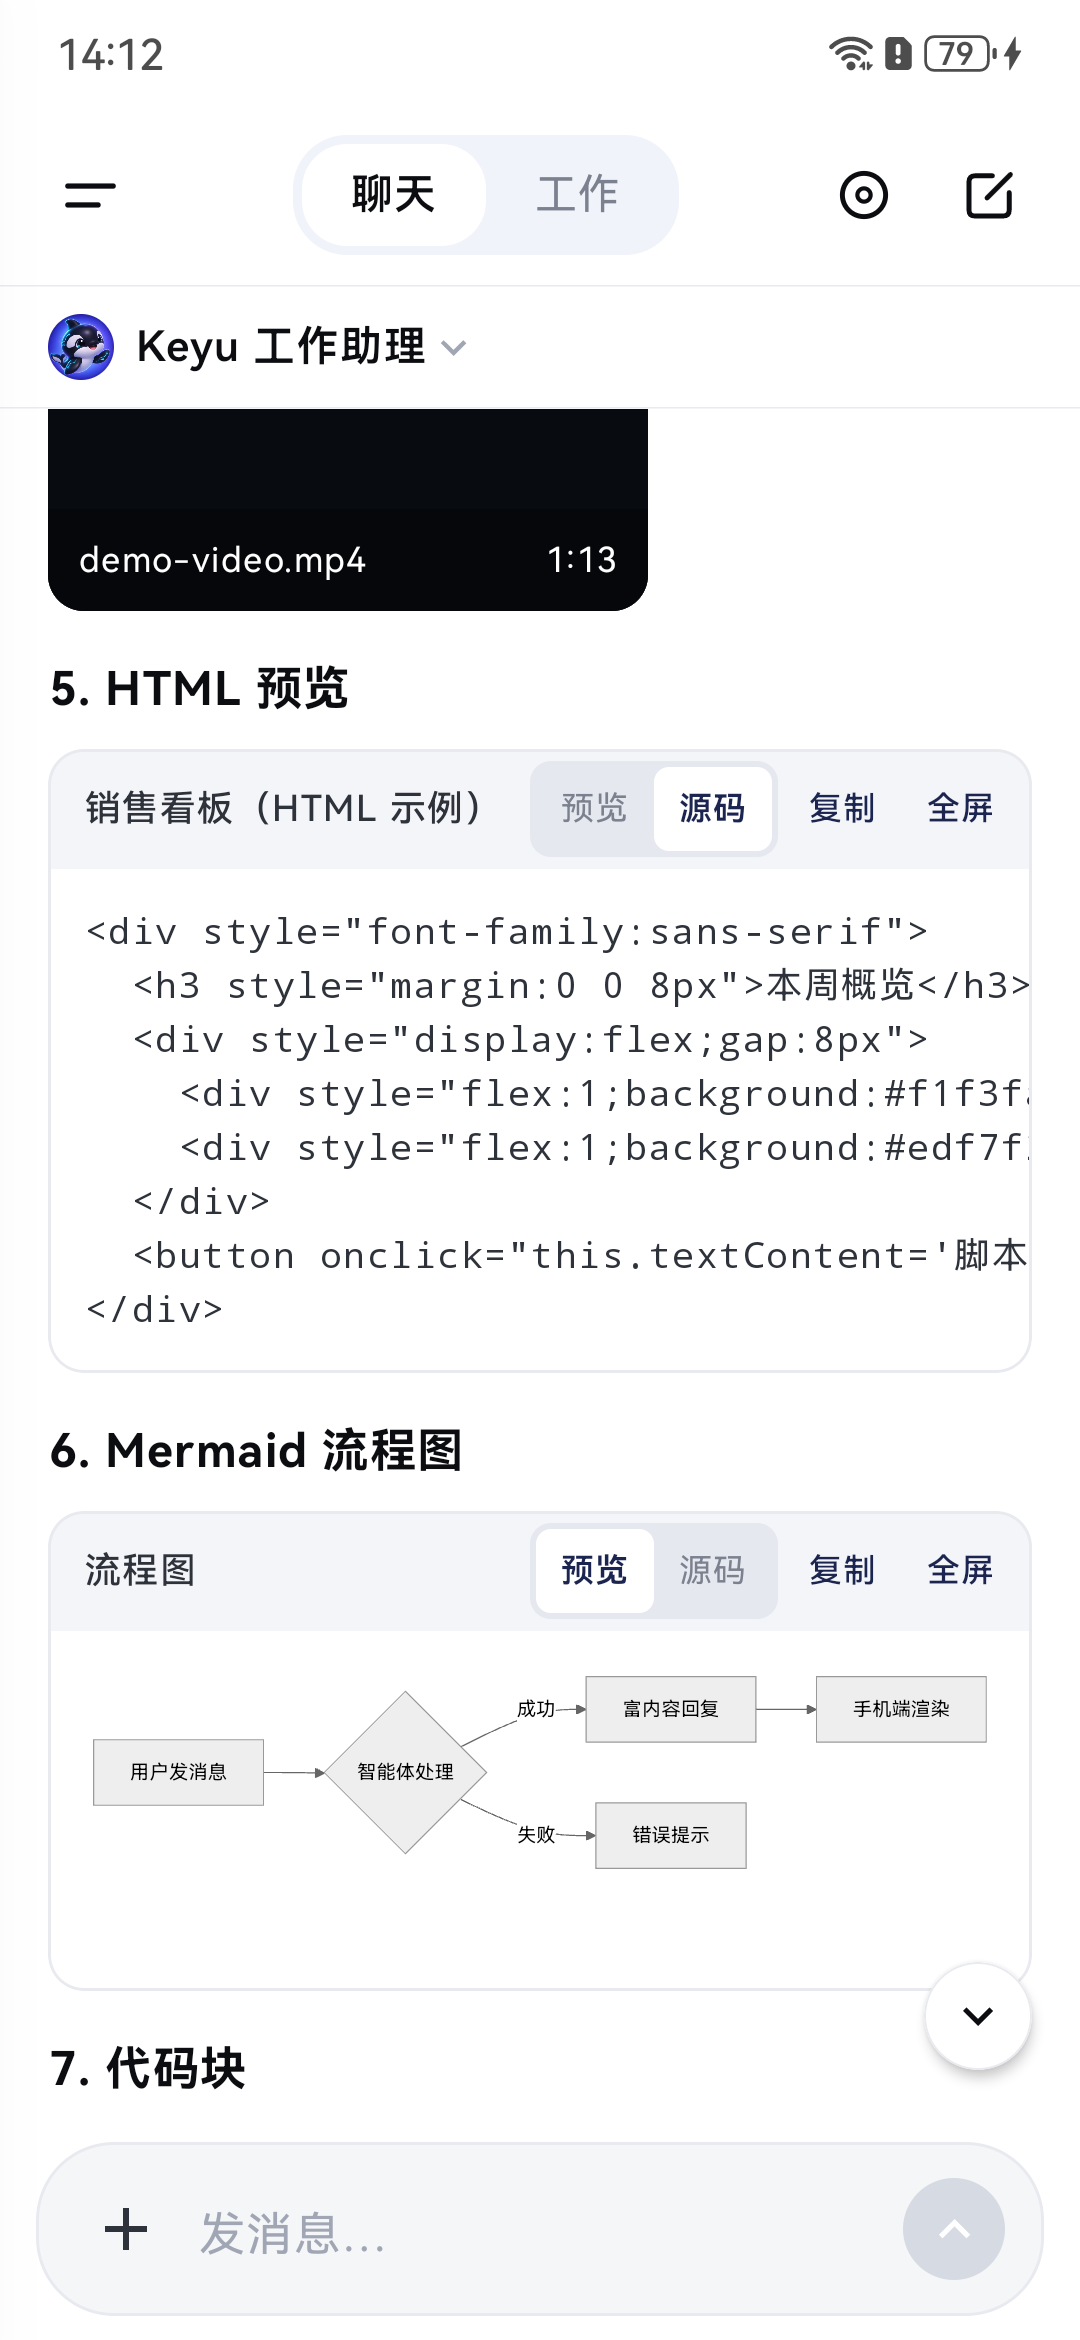 14:12
79
聊天 工作
Keyu 工作助理
demo-video.mp4 1:13
5. HTML 预览
销售看板（HTML 示例） 预览 源码 复制 全屏
<div style="font-family:sans-serif">
  <h3 style="margin:0 0 8px">本周概览</h3>
  <div style="display:flex;gap:8px">
    <div style="flex:1;background:#f1f3f
    <div style="flex:1;background:#edf7f
  </div>
  <button onclick="this.textContent='脚本
</div>
6. Mermaid 流程图
流程图 预览 源码 复制 全屏
用户发消息
智能体处理
成功
富内容回复
手机端渲染
失败
错误提示
7. 代码块
发消息...